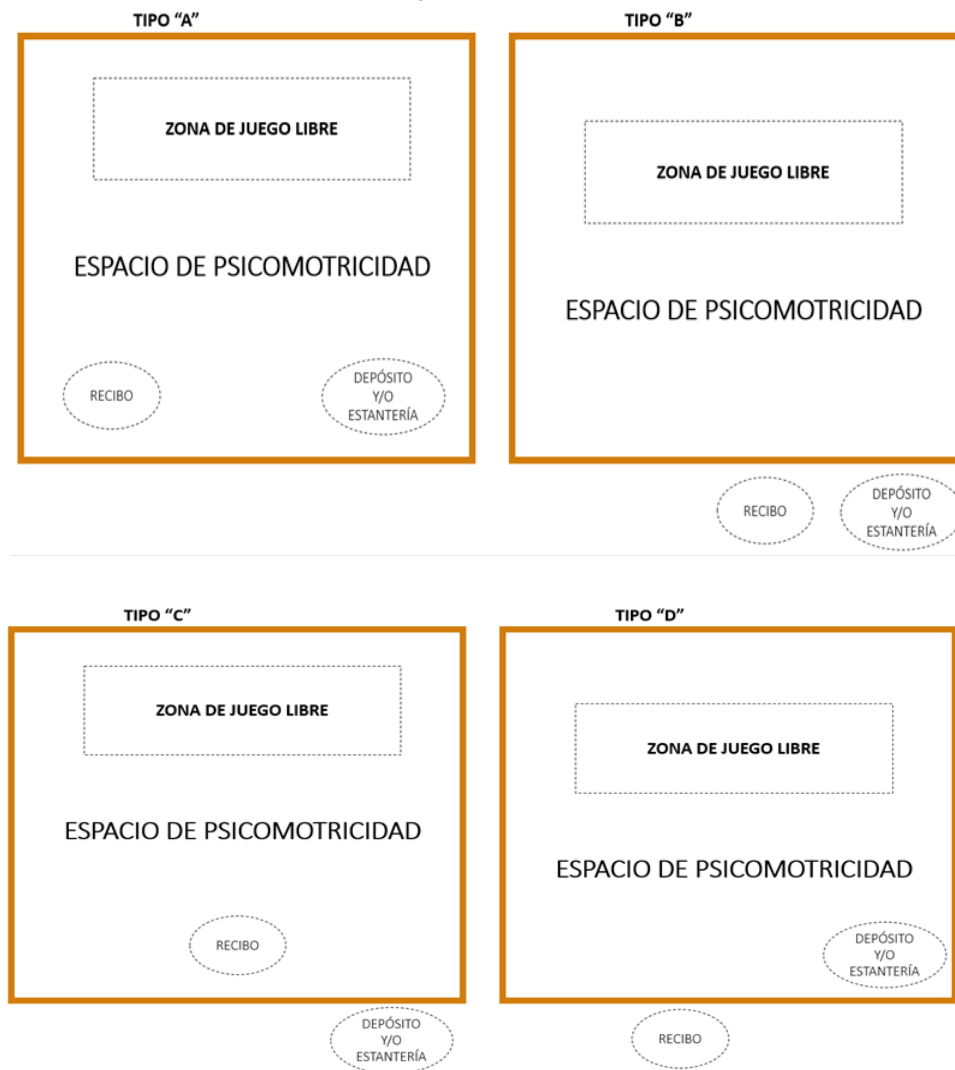 TIPO “A”
TIPO “B”
ZONA DE JUEGO LIBRE
ESPACIO DE PSICOMOTRICIDAD
RECIBO
DEPÓSITO
Y/O
ESTANTERÍA
ZONA DE JUEGO LIBRE
ESPACIO DE PSICOMOTRICIDAD
RECIBO
DEPÓSITO
Y/O
ESTANTERÍA
TIPO “C”
TIPO “D”
ZONA DE JUEGO LIBRE
ESPACIO DE PSICOMOTRICIDAD
RECIBO
DEPÓSITO
Y/O
ESTANTERÍA
ZONA DE JUEGO LIBRE
ESPACIO DE PSICOMOTRICIDAD
DEPÓSITO
Y/O
ESTANTERÍA
RECIBO